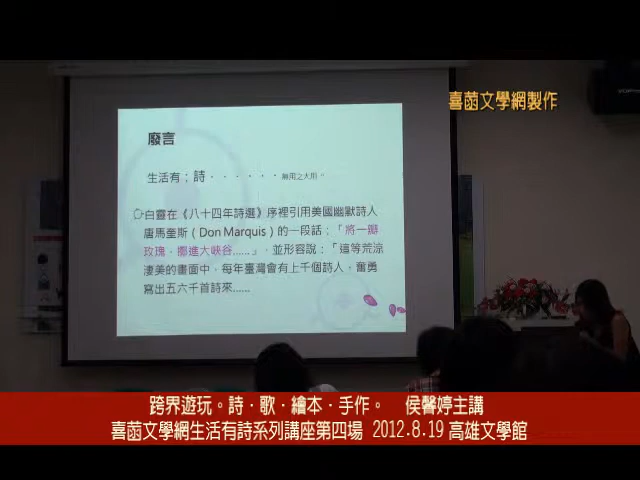 喜菡文學網製作
廢言
生活有；詩．．．．．．無用之大用。
白靈在《八十四年詩選》序裡引用美國幽默詩人
唐馬奎斯（Don Marquis）的一段話：「將一瓣
玫瑰，擲進大峽谷......」，並形容說：「這等荒涼
淒美的畫面中，每年臺灣會有上千個詩人，奮勇
寫出五六千首詩來......
跨界遊玩。詩．歌．繪本．手作。 侯馨婷主講
喜菡文學網生活有詩系列講座第四場 2012.8.19 高雄文學館